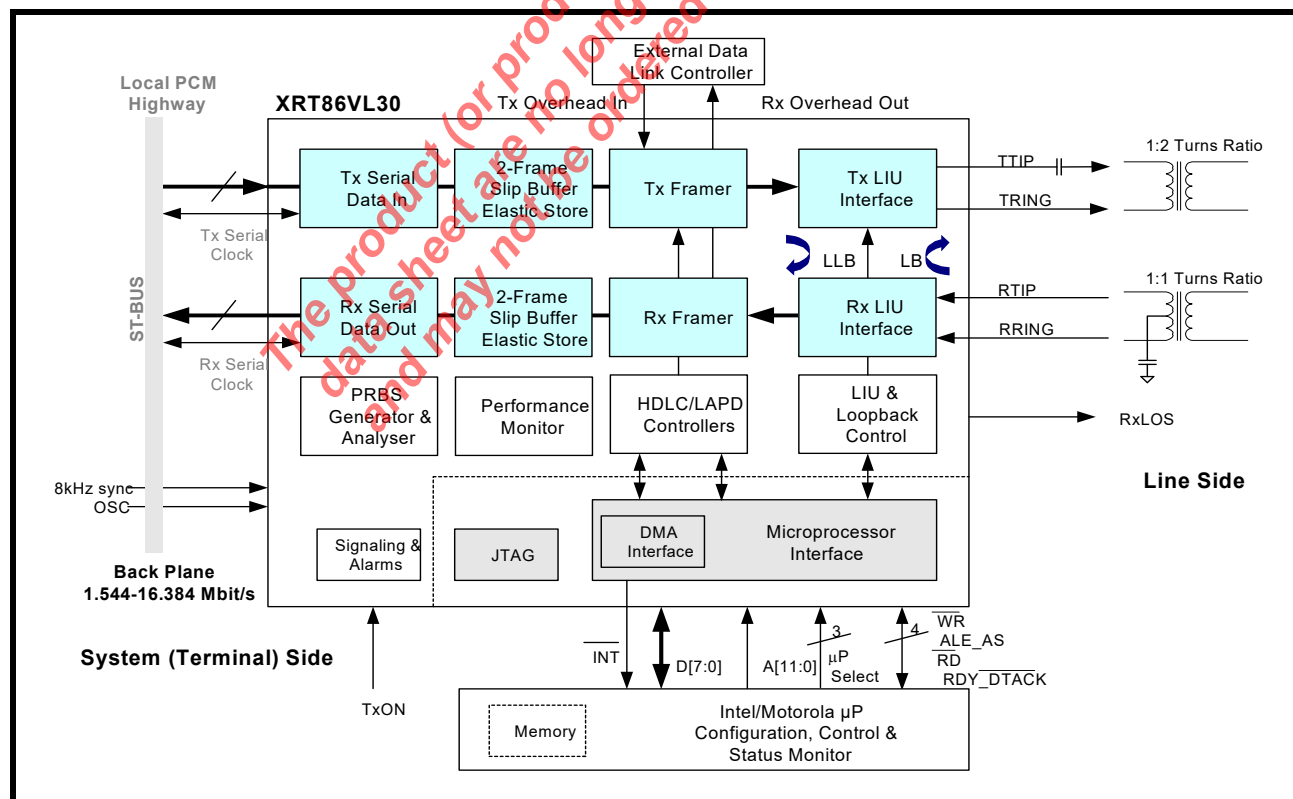 External Data
Link Controller
Local PCM
Highway
XRT86VL30
Tx Overhead In
Rx Overhead Out
Tx Serial
Data In
2-Frame
Slip Buffer
Elastic Store
Tx Framer
Tx LIU
Interface
TTIP
TRING
1:2 Turns Ratio
Tx Serial
Clock
LLB
LB
ST-BUS
Rx Serial
Data Out
2-Frame
Slip Buffer
Elastic Store
Rx Framer
Rx LIU
Interface
RTIP
RRING
1:1 Turns Ratio
Rx Serial
Clock
PRBS
Generator &
Analyser
Performance
Monitor
HDLC/LAPD
Controllers
LIU &
Loopback
Control
RxLOS
Line Side
8kHz sync
OSC
Signaling &
Alarms
JTAG
DMA
Interface
Microprocessor
Interface
Back Plane
1.544-16.384 Mbit/s
System (Terminal) Side
TxON
INT
D[7:0]
A[11:0]
3
µP
Select
4
WR
ALE_AS
RD
RDY_DTACK
Memory
Intel/Motorola µP
Configuration, Control &
Status Monitor
The product (or prod
data sheet are no long
and may not be ordered